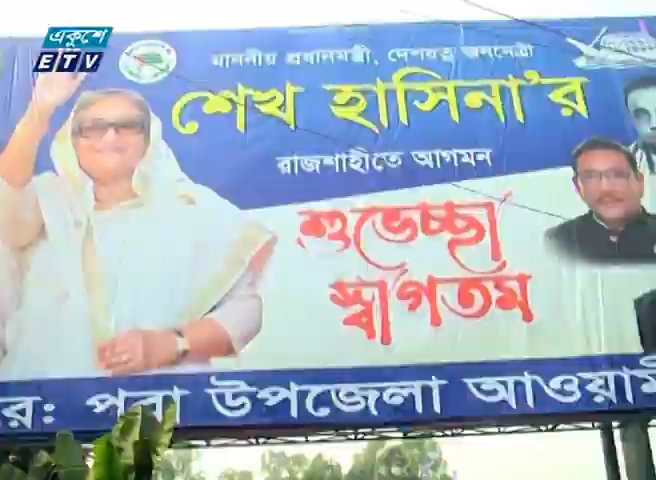 একুশে
ETV
মাননীয় প্রধানমন্ত্রী, দেশরত্ন জননেত্রী
শেখ হাসিনা'র
রাজশাহীতে আগমন
শুভেচ্ছা
স্বাগতম
রে: পবা উপজেলা আওয়ামী